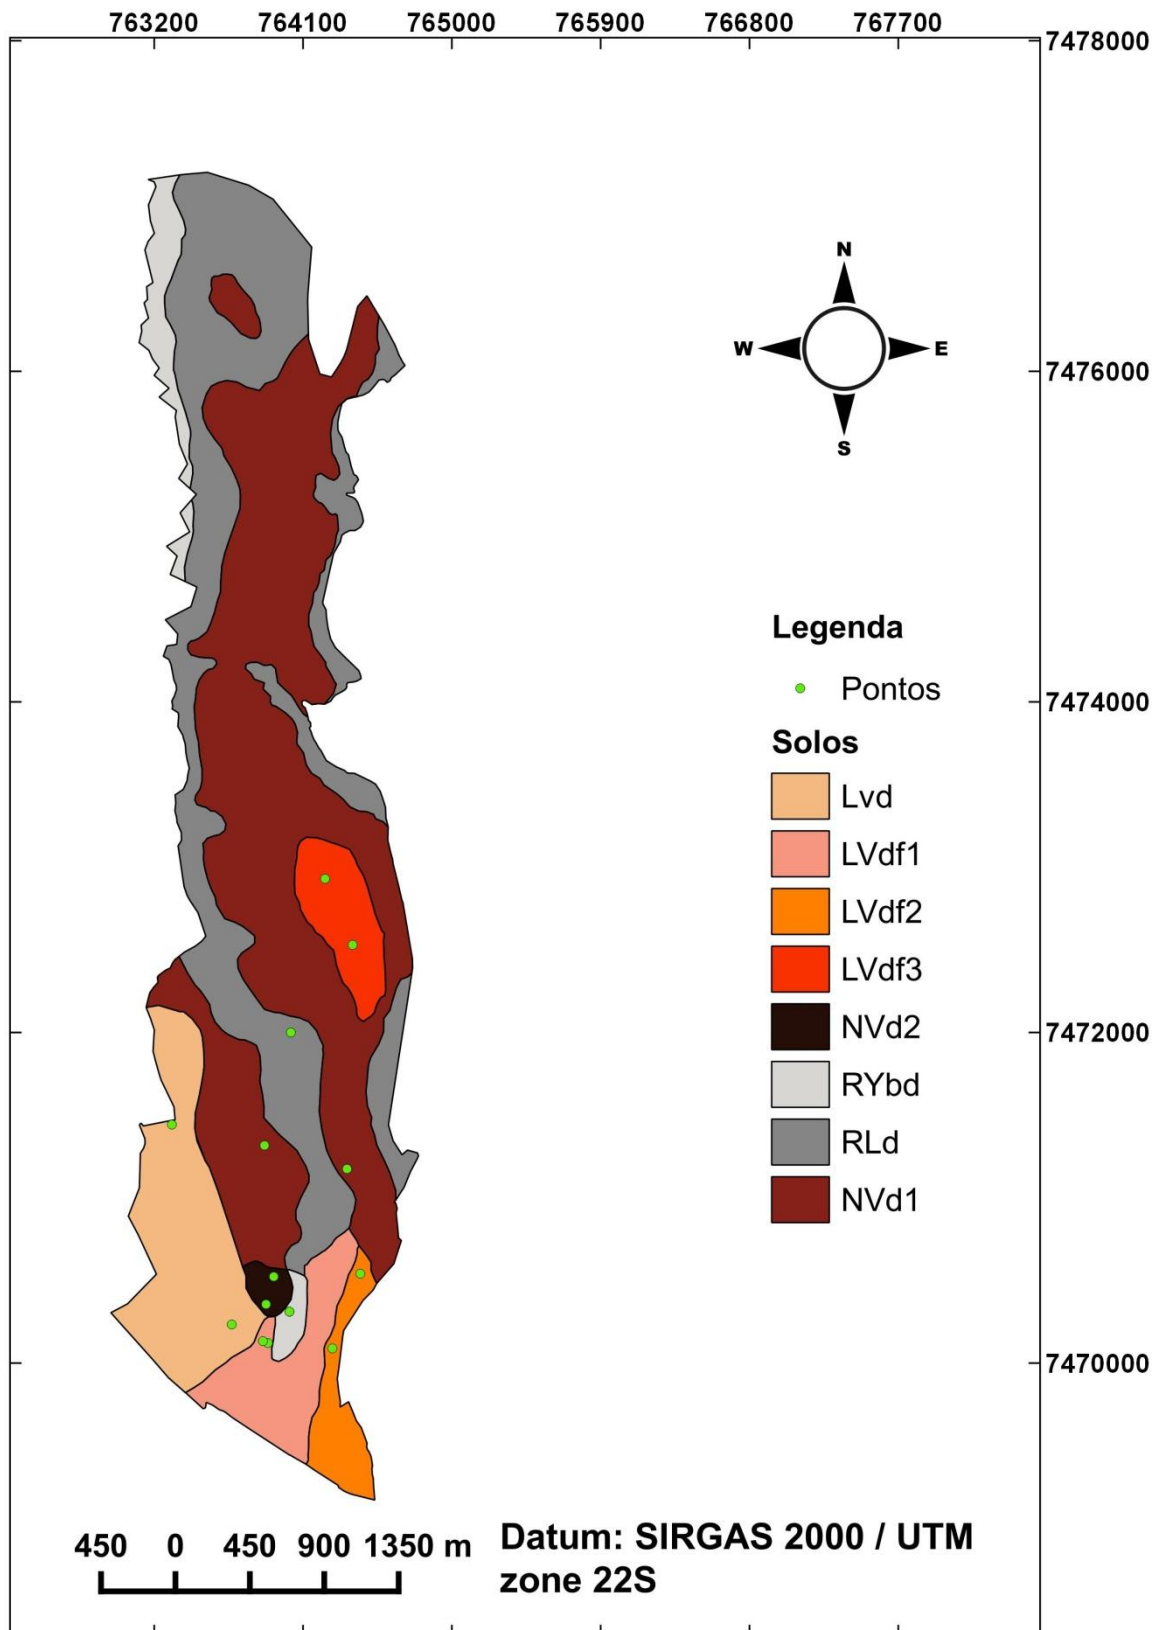 763200 764100 765000 765900 766800 767700
7478000
N
W E
S
7476000
Legenda
Pontos
7474000
Solos
Lvd
LVdf1
LVdf2
LVdf3
NVd2
7472000
RYbd
RLd
NVd1
7470000
450 0 450 900 1350 m
Datum: SIRGAS 2000 / UTM
zone 22S